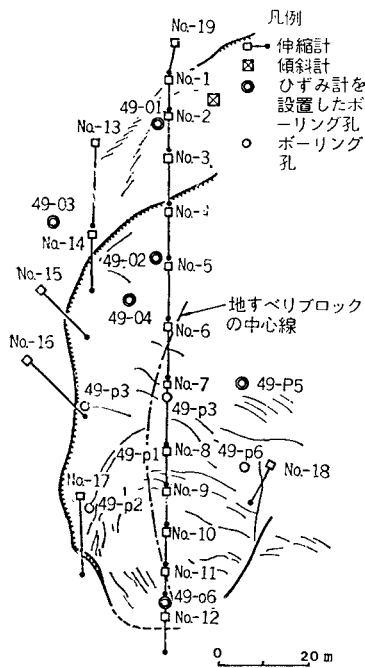 凡例
伸縮計
傾斜計
ひずみ計を
設置したボ
ーリング孔
ボーリング
孔
No.-19
No.-1
49-01
No.-2
No.-13
No.-3
49-03
No.-4
No.-14
49-02
No.-5
No.-15
49-04
地すべりブロック
の中心線
No.-6
No.-16
No.-7
49-P5
49-p3
49-p3
49-p1
No.-8
49-p6
No.-18
No.-17
No.-9
49-p2
No.-10
No.-11
49-o6
No.-12
0
20 m